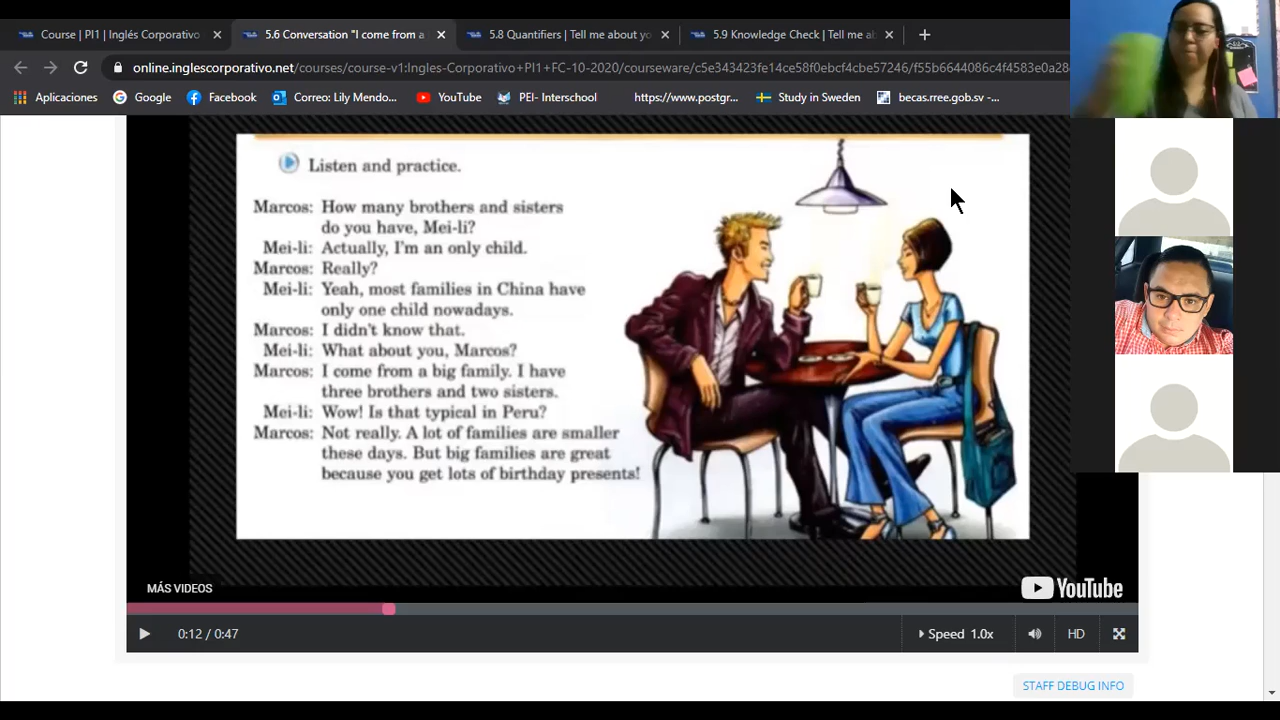 Course | PI1 | Inglés Corporativo
5.6 Conversation "I come from a
5.8 Quantifiers | Tell me about yo
5.9 Knowledge Check | Tell me ab
online.inglescorporativo.net/courses/course-v1:Ingles-Corporativo+PI1+FC-10-2020/courseware/c5e343423fe14ce58f0ebcf4cbe57246/f55b6644086c4f4583e0a28
Aplicaciones
Google
Facebook
Correo: Lily Mendo...
YouTube
PEI- Interschool
https://www.postgr...
Study in Sweden
becas.rree.gob.sv -...
Listen and practice.
Marcos: How many brothers and sisters
do you have, Mei-li?
Mei-li: Actually, I'm an only child.
Marcos: Really?
Mei-li: Yeah, most families in China have
only one child nowadays.
Marcos: I didn't know that.
Mei-li: What about you, Marcos?
Marcos: I come from a big family. I have
three brothers and two sisters.
Mei-li: Wow! Is that typical in Peru?
Marcos: Not really. A lot of families are smaller
these days. But big families are great
because you get lots of birthday presents!
MÁS VIDEOS
YouTube
0:12 / 0:47
Speed 1.0x
HD
STAFF DEBUG INFO